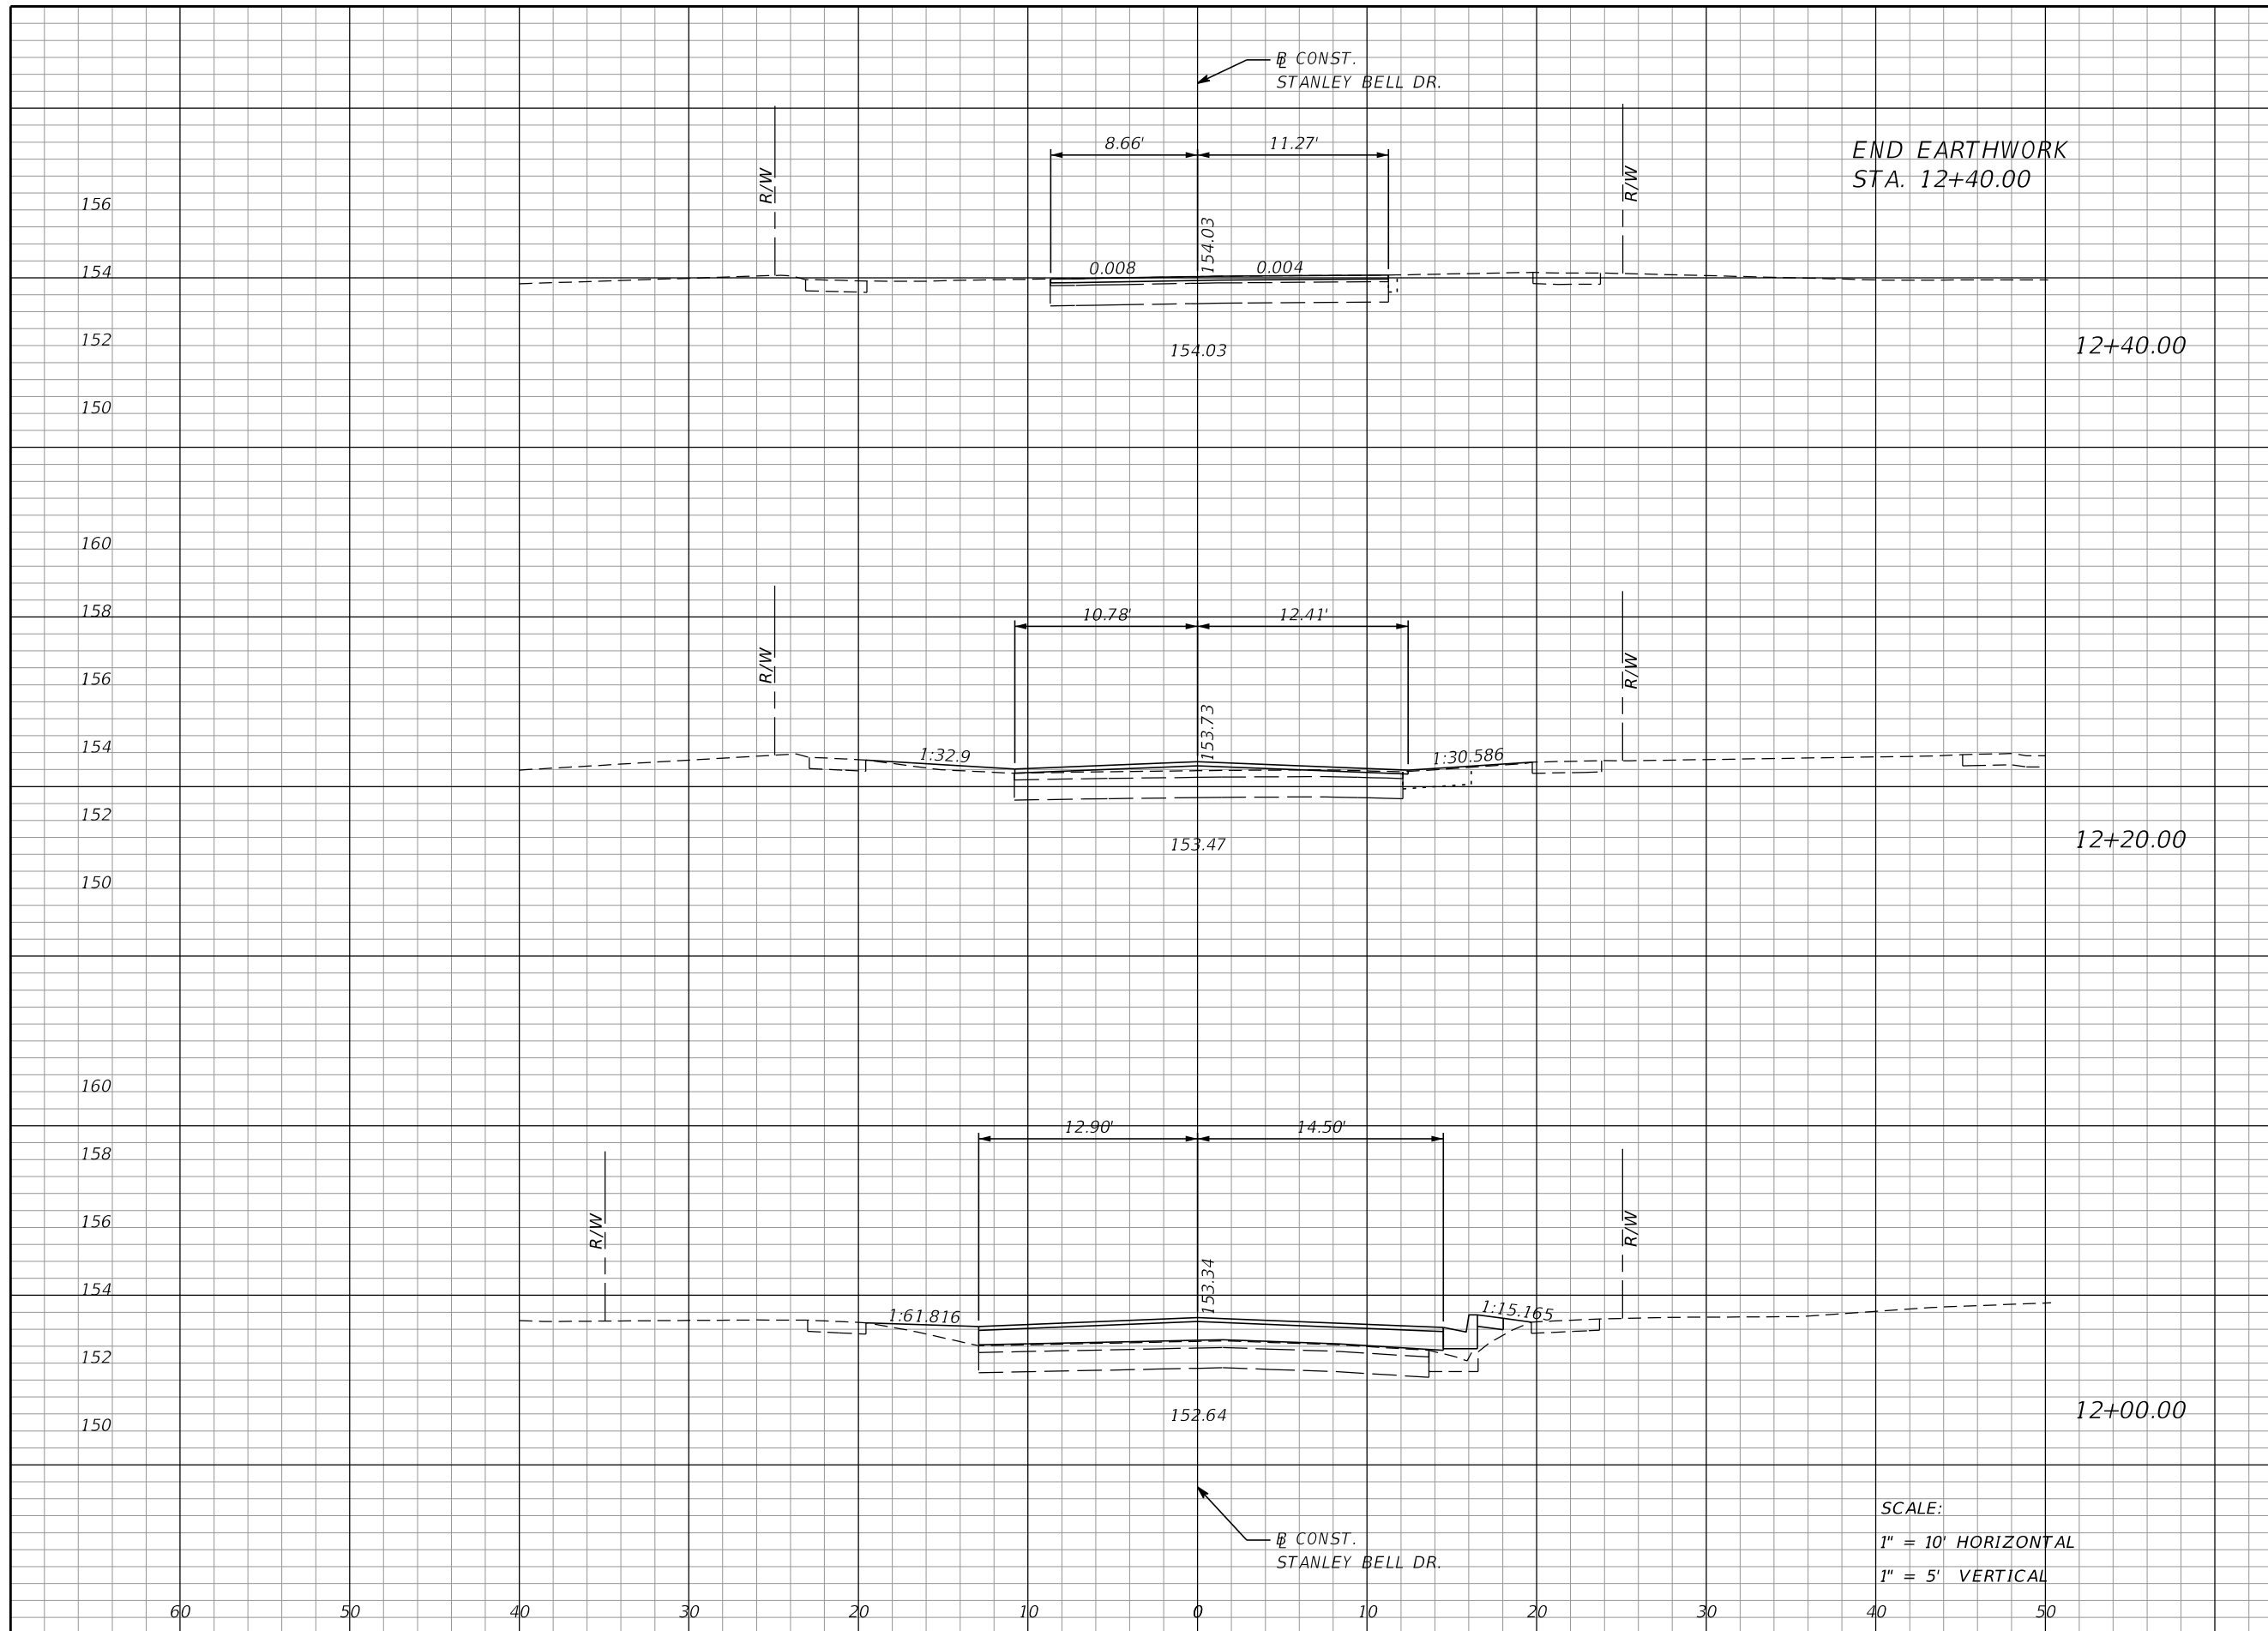 BL CONST.
STANLEY BELL DR.
END EARTHWORK
STA. 12+40.00
8.66'
11.27'
R/W
R/W
156
154.03
154
0.008
0.004
152
154.03
12+40.00
150
160
158
10.78'
12.41'
R/W
R/W
156
153.73
154
1:32.9
1:30.586
152
153.47
12+20.00
150
160
158
12.90'
14.50'
R/W
R/W
156
153.34
154
1:61.816
1:15.165
152
152.64
12+00.00
150
BL CONST.
STANLEY BELL DR.
SCALE:
1" = 10' HORIZONTAL
1" = 5' VERTICAL
60 50 40 30 20 10 0 10 20 30 40 50